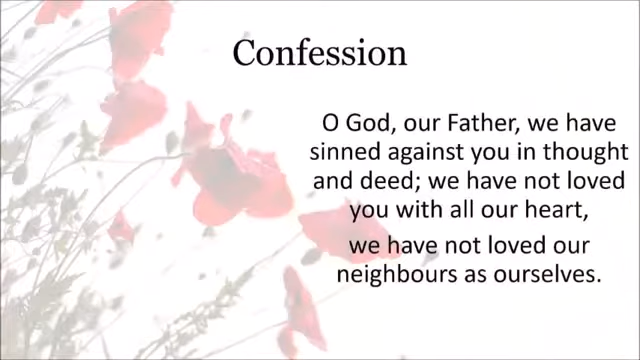 Confession
O God, our Father, we have
sinned against you in thought
and deed; we have not loved
you with all our heart,
we have not loved our
neighbours as ourselves.